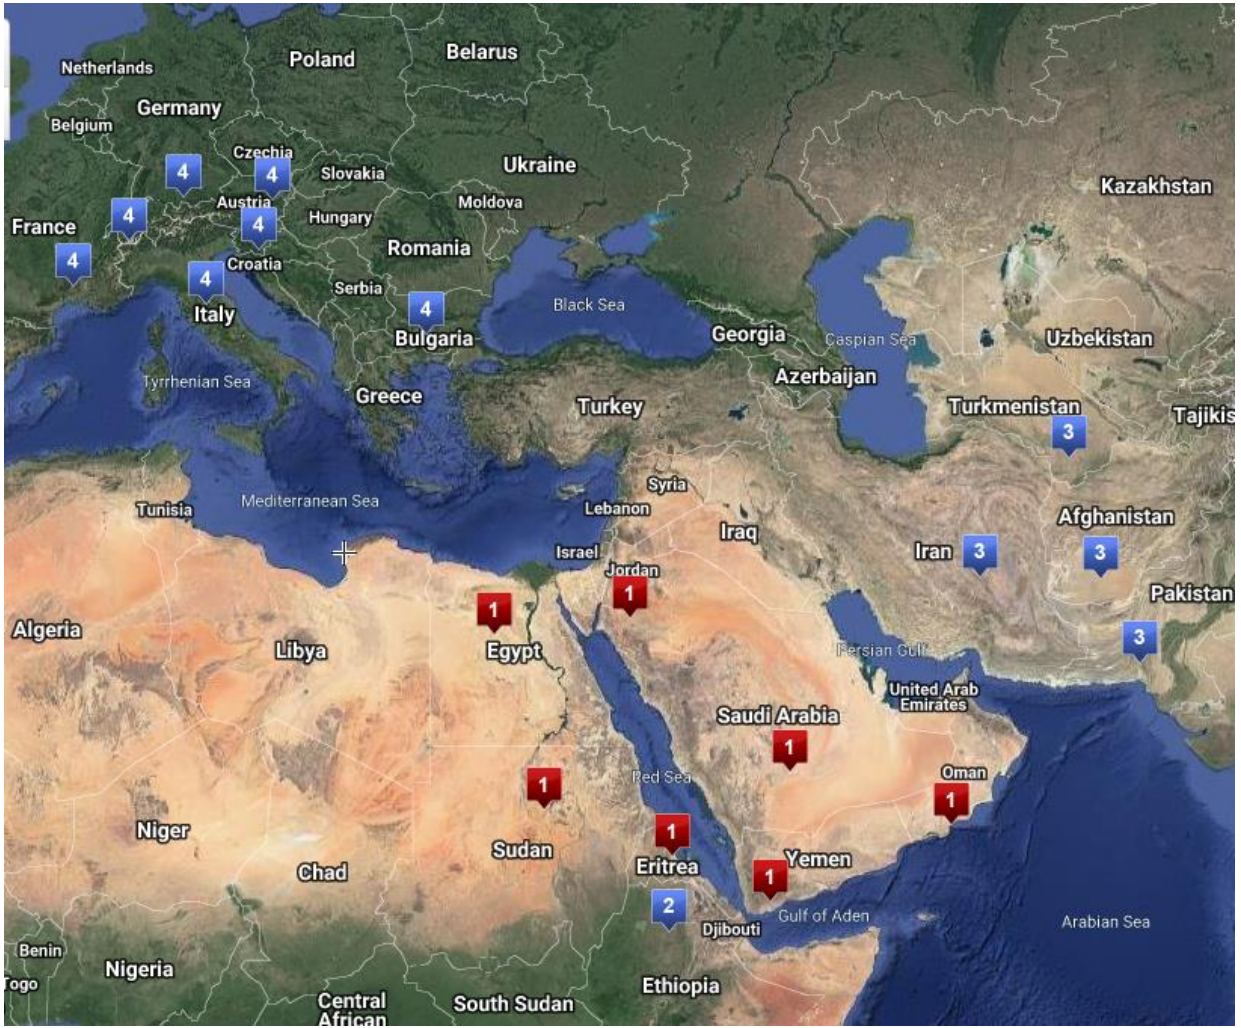 Belarus
Poland
Netherlands
Germany
Belgium
Czechia
4
4
Slovakia
Ukraine
Kazakhstan
Austria
Moldova
4
France
4
Hungary
Romania
4
Croatia
4
Serbia
Italy
4
Bulgaria
Black Sea
Georgia
Caspian Sea
Uzbekistan
Azerbaijan
Tyrrhenian Sea
Greece
Turkey
Turkmenistan
Tajikis
3
Syria
Mediterranean Sea
Tunisia
Lebanon
Afghanistan
Iraq
Israel
Iran
3
3
Jordan
1
Pakistan
1
Algeria
Libya
Egypt
3
Persian Gulf
United Arab
Emirates
Saudi Arabia
1
Red Sea
Oman
1
1
Niger
1
Sudan
Eritrea
Yemen
1
Chad
2
Gulf of Aden
Djibouti
Arabian Sea
Benin
Nigeria
Togo
Ethiopia
Central
African
South Sudan